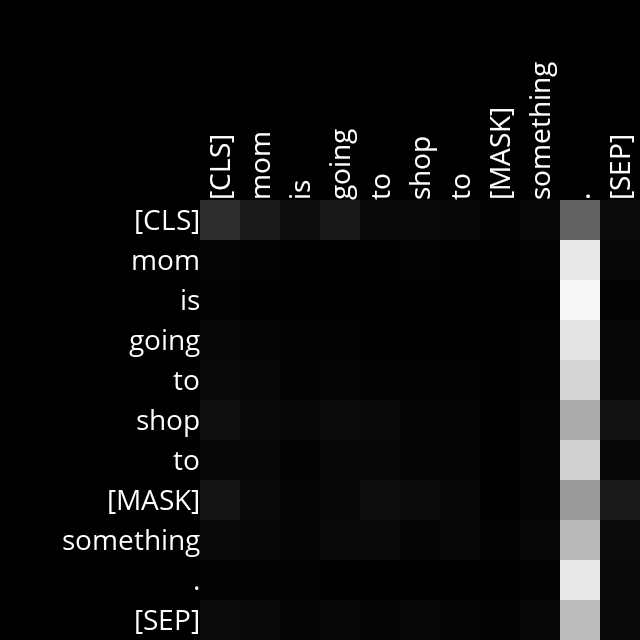 [CLS] mom is going to shop to [MASK] something . [SEP]
[CLS]
mom
is
going
to
shop
to
[MASK]
something
.
[SEP]